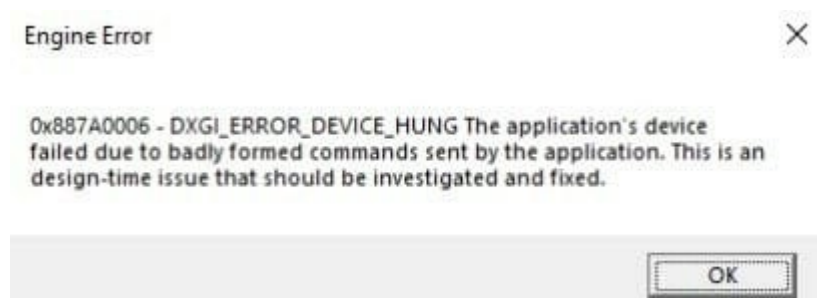 Engine Error
0x887A0006 - DXGI_ERROR_DEVICE_HUNG The application's device
failed due to badly formed commands sent by the application. This is an
design-time issue that should be investigated and fixed.
OK